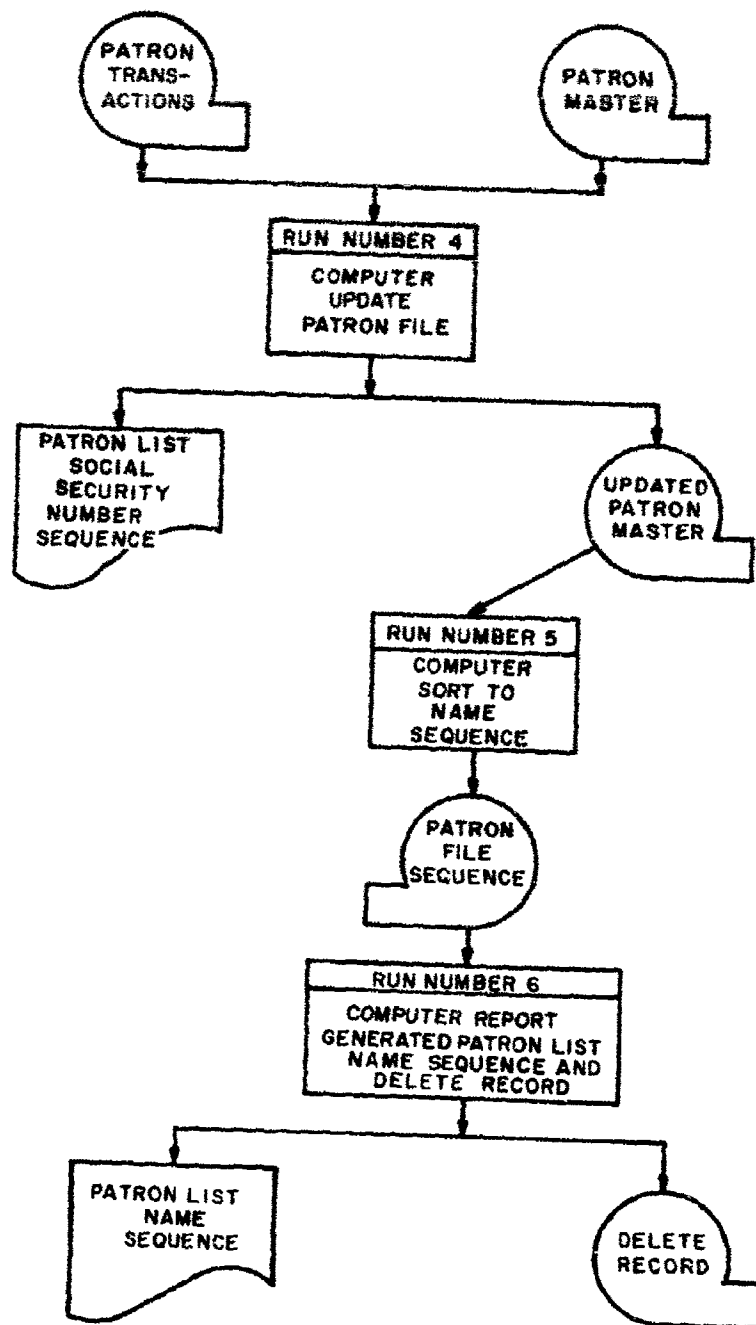 PATRON
TRANS-
ACTIONS
PATRON
MASTER
RUN NUMBER 4
COMPUTER
UPDATE
PATRON FILE
PATRON LIST
SOCIAL
SECURITY
NUMBER
SEQUENCE
UPDATED
PATRON
MASTER
RUN NUMBER 5
COMPUTER
SORT TO
NAME
SEQUENCE
PATRON
FILE
SEQUENCE
RUN NUMBER 6
COMPUTER REPORT
GENERATED PATRON LIST
NAME SEQUENCE AND
DELETE RECORD
PATRON LIST
NAME
SEQUENCE
DELETE
RECORD